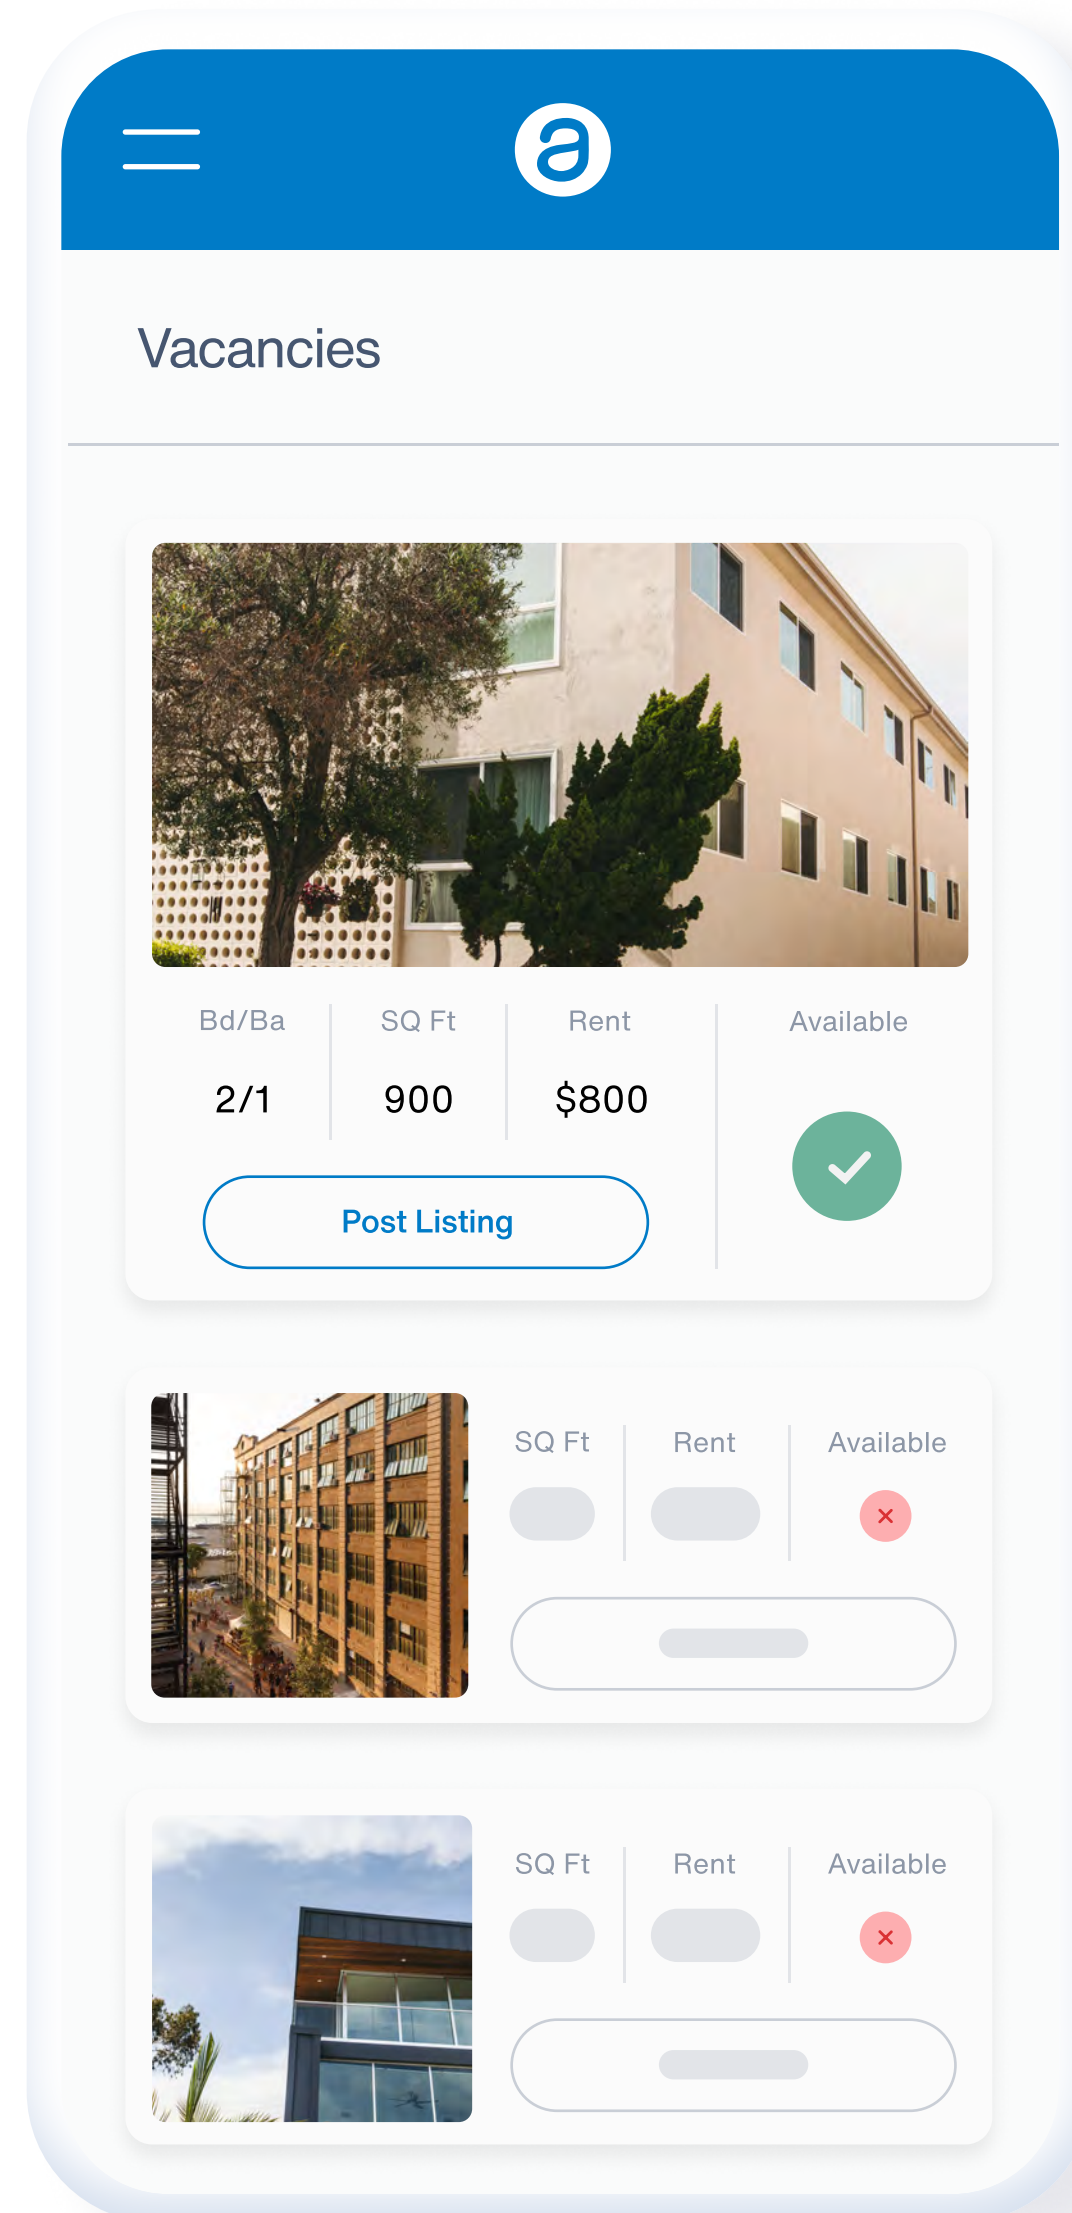 a
Vacancies
Bd/Ba SQ Ft Rent Available
2/1 900 $800
Post Listing
SQ Ft Rent Available
SQ Ft Rent Available